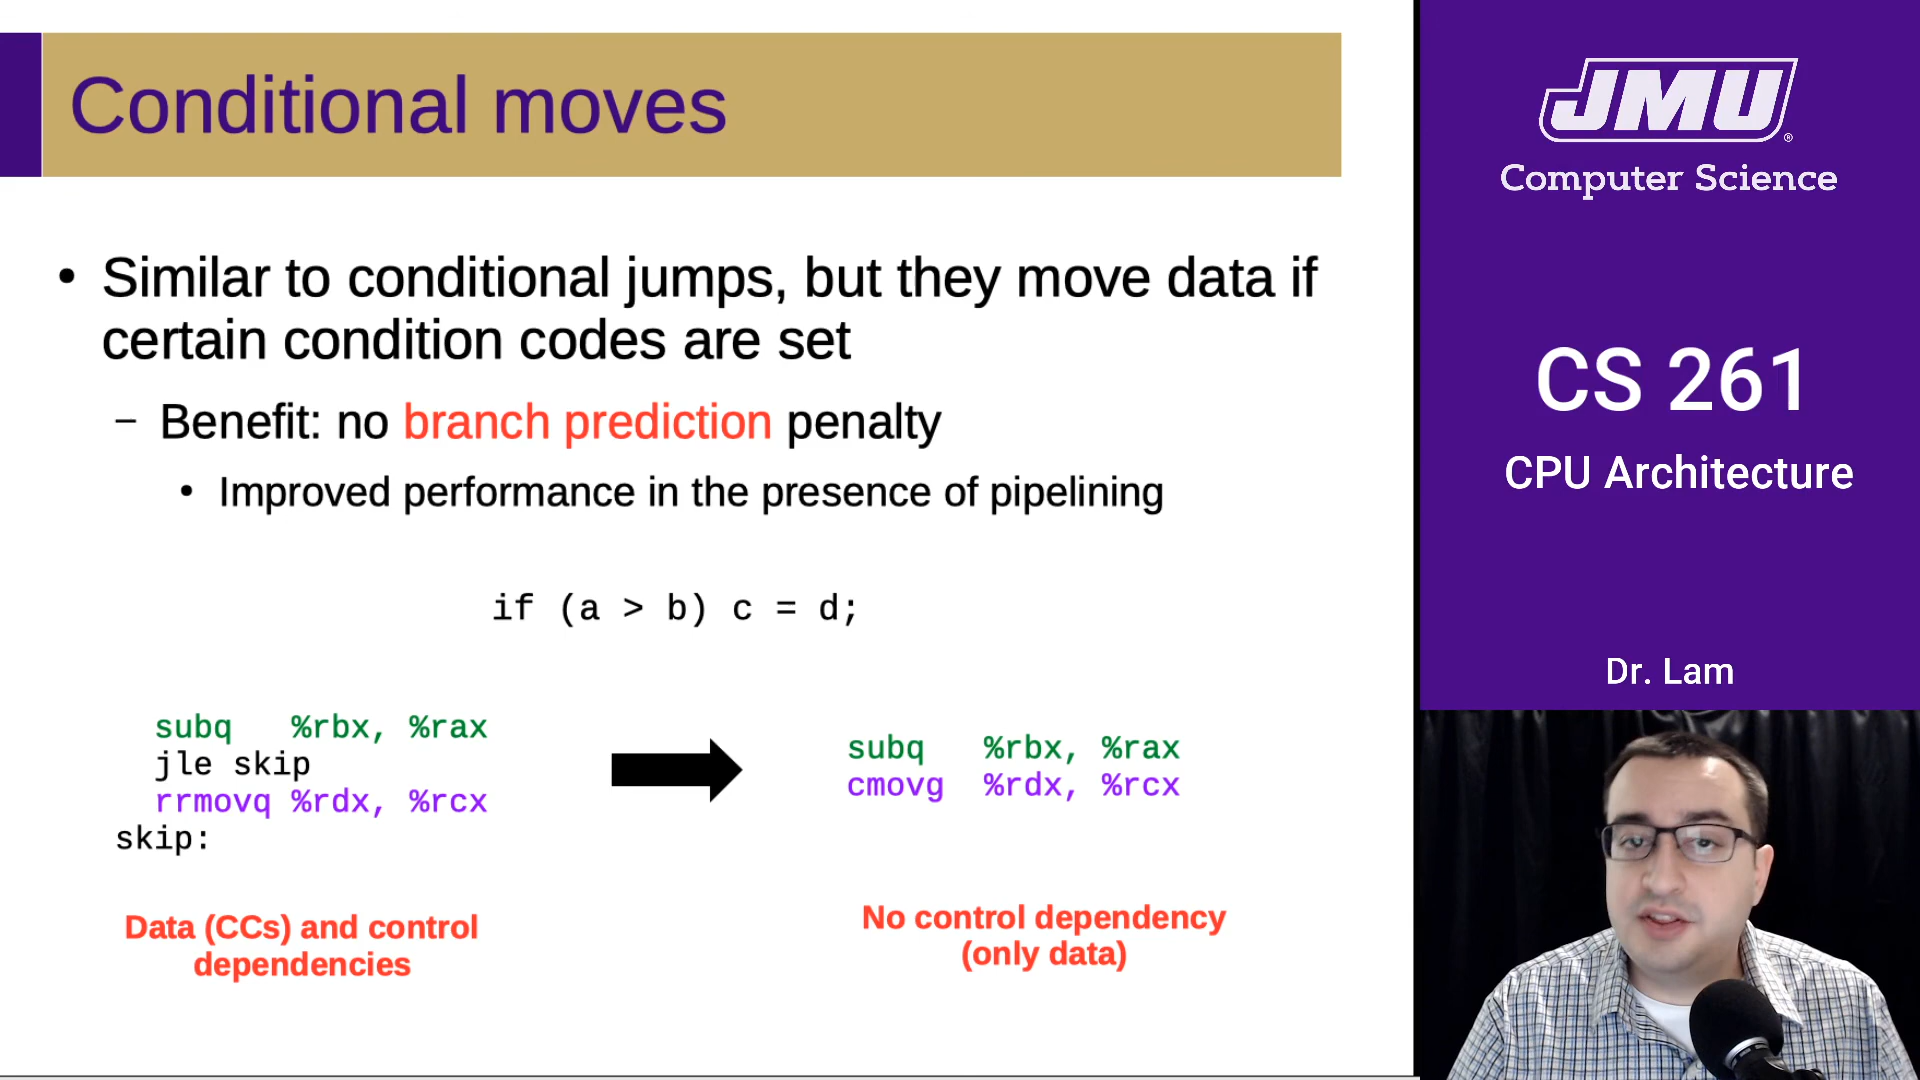 Conditional moves
• Similar to conditional jumps, but they move data if
certain condition codes are set
– Benefit: no branch prediction penalty
• Improved performance in the presence of pipelining
if (a > b) c = d;
subq %rbx, %rax
jle skip
rrmovq %rdx, %rcx
skip:
Data (CCs) and control
dependencies
subq %rbx, %rax
cmovg %rdx, %rcx
No control dependency
(only data)
JMU®
Computer Science
CS 261
CPU Architecture
Dr. Lam